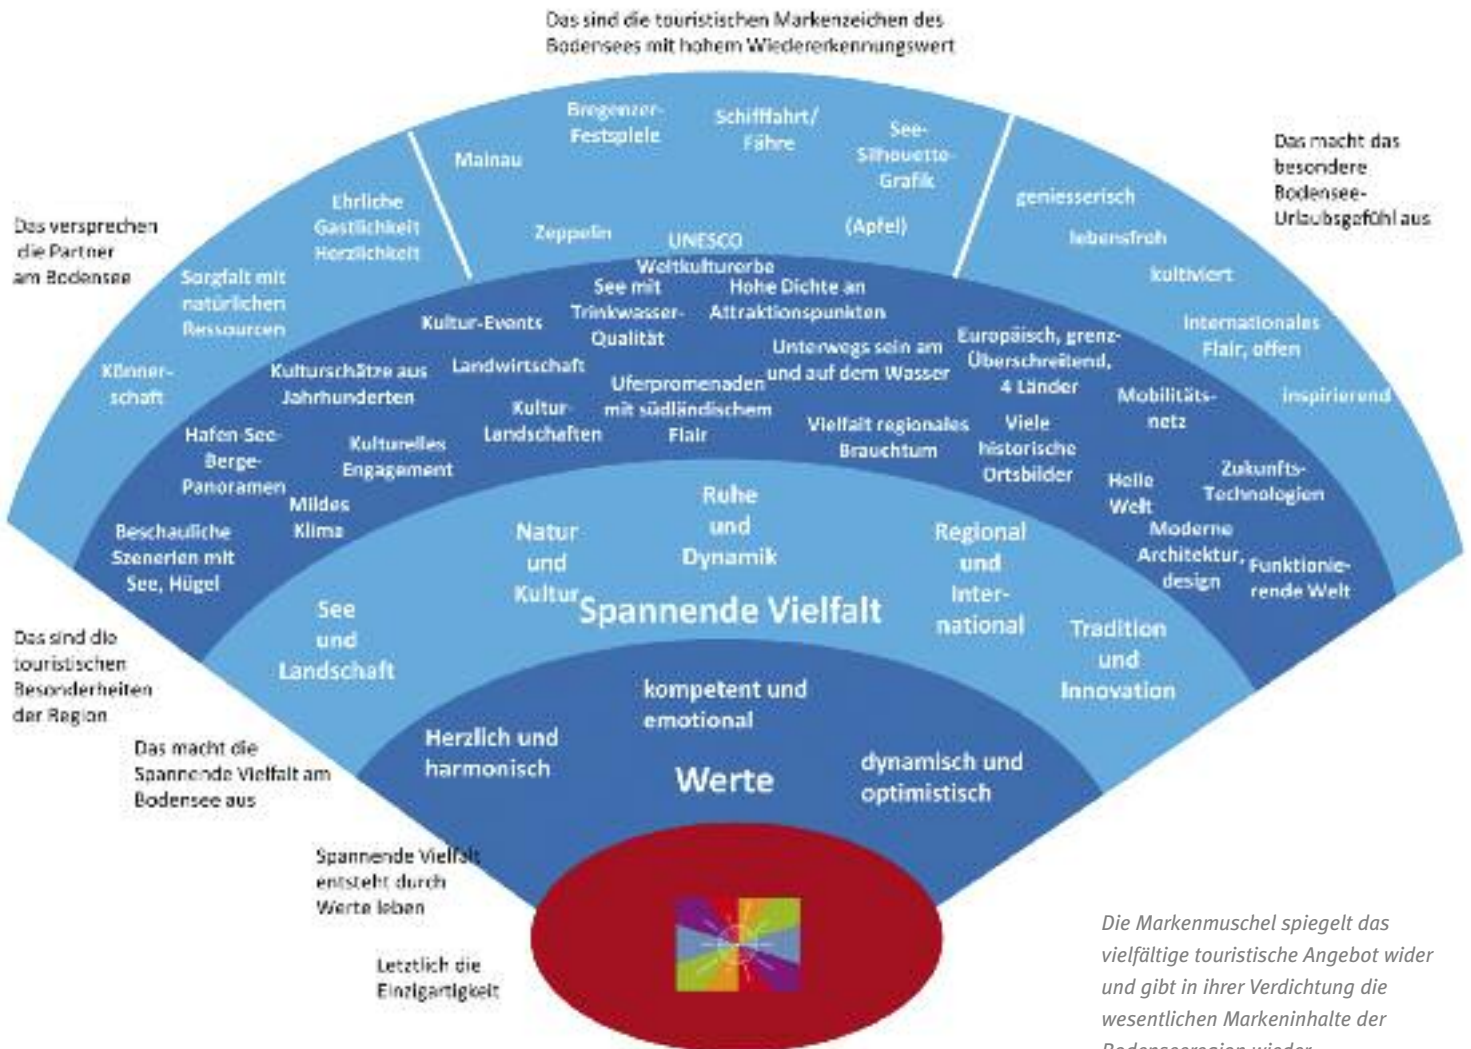 Das sind die touristischen Markenzeichen des
Bodensees mit hohem Wiedererkennungswert
Das versprechen
die Partner
am Bodensee
Ehrliche
Gastlichkeit
Herzlichkeit
Sorgfalt mit
natürlichen
Ressourcen
Könner-
schaft
Mainau
Bregenzer-
Festspiele
Schifffahrt/
Fähre
See-
Silhouette-
Grafik
Zeppelin
UNESCO
Weltkulturerbe
(Apfel)
Das macht das
besondere
Bodensee-
Urlaubsgefühl aus
geniesserisch
lebensfroh
kultiviert
Internationales
Flair, offen
inspirierend
Das sind die
touristischen
Besonderheiten
der Region
Beschauliche
Szenerien mit
See, Hügel
Hafen-See-
Berge-
Panoramen
Mildes
Klima
Kulturschätze aus
Jahrhunderten
Kulturelles
Engagement
Kultur-Events
Landwirtschaft
Kultur-
Landschaften
See mit
Trinkwasser-
Qualität
Uferpromenaden
mit südländischem
Flair
Hohe Dichte an
Attraktionspunkten
Unterwegs sein am
und auf dem Wasser
Vielfalt regionales
Brauchtum
Europäisch, grenz-
Überschreitend,
4 Länder
Viele
historische
Ortsbilder
Mobilitäts-
netz
Heile
Welt
Zukunfts-
Technologien
Moderne
Architektur,
design
Funktionie-
rende Welt
Das macht die
Spannende Vielfalt am
Bodensee aus
See
und
Landschaft
Natur
und
Kultur
Ruhe
und
Dynamik
Spannende Vielfalt
Regional
und
Inter-
national
Tradition
und
Innovation
Spannende Vielfalt
entsteht durch
Werte leben
Herzlich und
harmonisch
kompetent und
emotional
Werte
dynamisch und
optimistisch
Letztlich die
Einzigartigkeit
Die Markenmuschel spiegelt das
vielfältige touristische Angebot wider
und gibt in ihrer Verdichtung die
wesentlichen Markeninhalte der
Bodenseeregion wieder